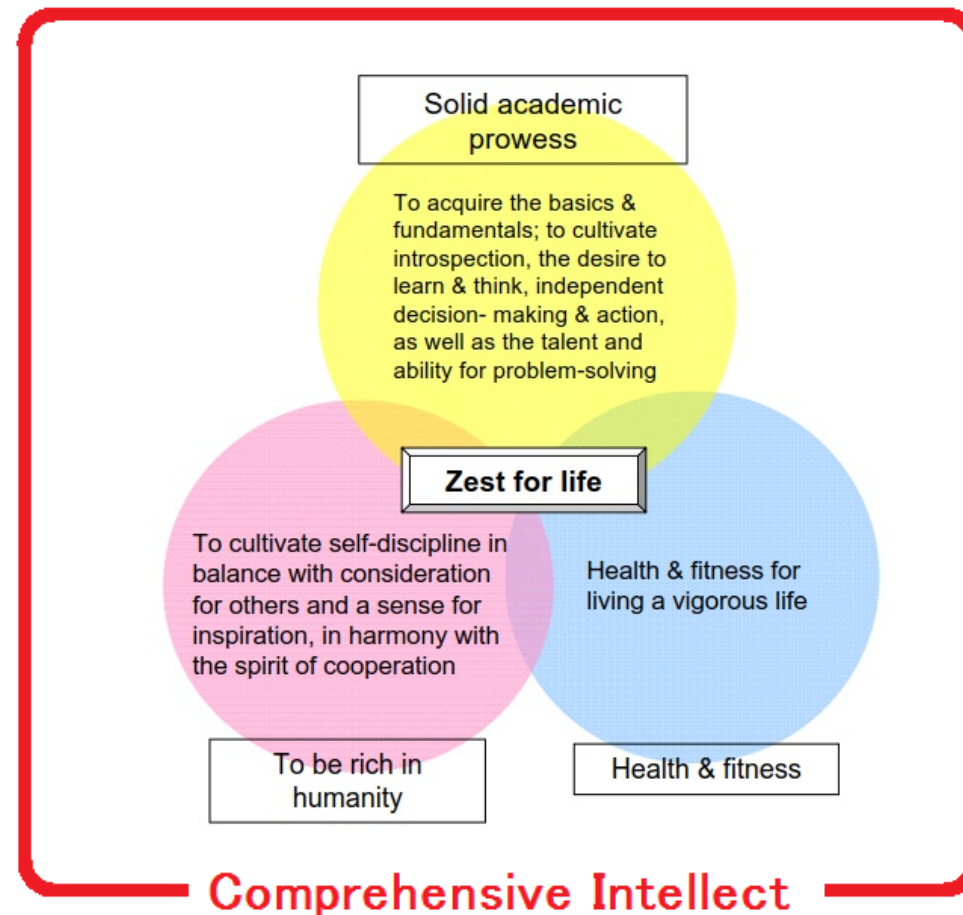 Solid academic
prowess
To acquire the basics &
fundamentals; to cultivate
introspection, the desire to
learn & think, independent
decision- making & action,
as well as the talent and
ability for problem-solving
Zest for life
To cultivate self-discipline in
balance with consideration
for others and a sense for
inspiration, in harmony with
the spirit of cooperation
Health & fitness for
living a vigorous life
To be rich in
humanity
Health & fitness
Comprehensive Intellect